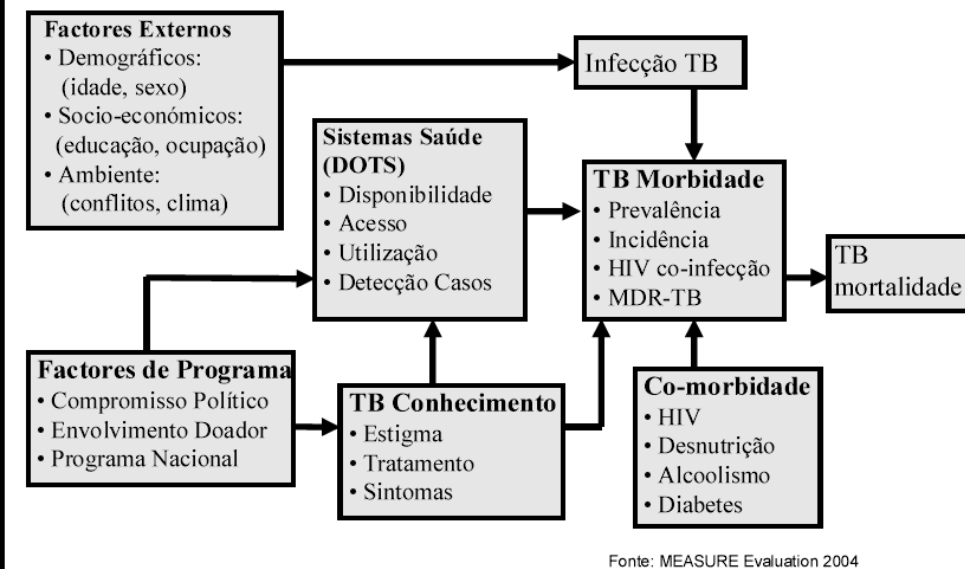 Factores Externos
• Demográficos:
(idade, sexo)
• Socio-económicos:
(educação, ocupação)
• Ambiente:
(conflitos, clima)
Infecção TB
Sistemas Saúde
(DOTS)
• Disponibilidade
• Acesso
• Utilização
• Detecção Casos
TB Morbidade
• Prevalência
• Incidência
• HIV co-infecção
• MDR-TB
TB
mortalidade
Factores de Programa
• Compromisso Político
• Envolvimento Doador
• Programa Nacional
TB Conhecimento
• Estigma
• Tratamento
• Sintomas
Co-morbidade
• HIV
• Desnutrição
• Alcoolismo
• Diabetes
Fonte: MEASURE Evaluation 2004